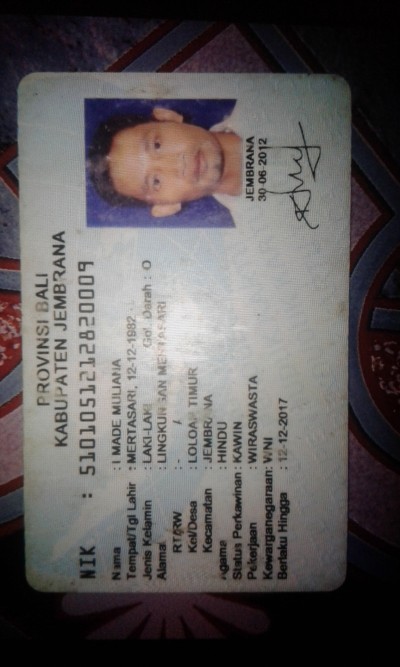 PROVINSI BALI
KABUPATEN JEMBRANA
NIK : 5101051212820009
Nama : I MADE MULIANA
Tempat/Tgl Lahir : MERTASARI, 12-12-1982
Jenis Kelamin : LAKI-LAKI Gol. Darah : O
Alamat : LINGKUNGAN MERTASARI
RT/RW : - / -
Kel/Desa : LOLOAN TIMUR
Kecamatan : JEMBRANA
Agama : HINDU
Status Perkawinan : KAWIN
Pekerjaan : WIRASWASTA
Kewarganegaraan: WNI
Berlaku Hingga : 12-12-2017
JEMBRANA
30-06-2012